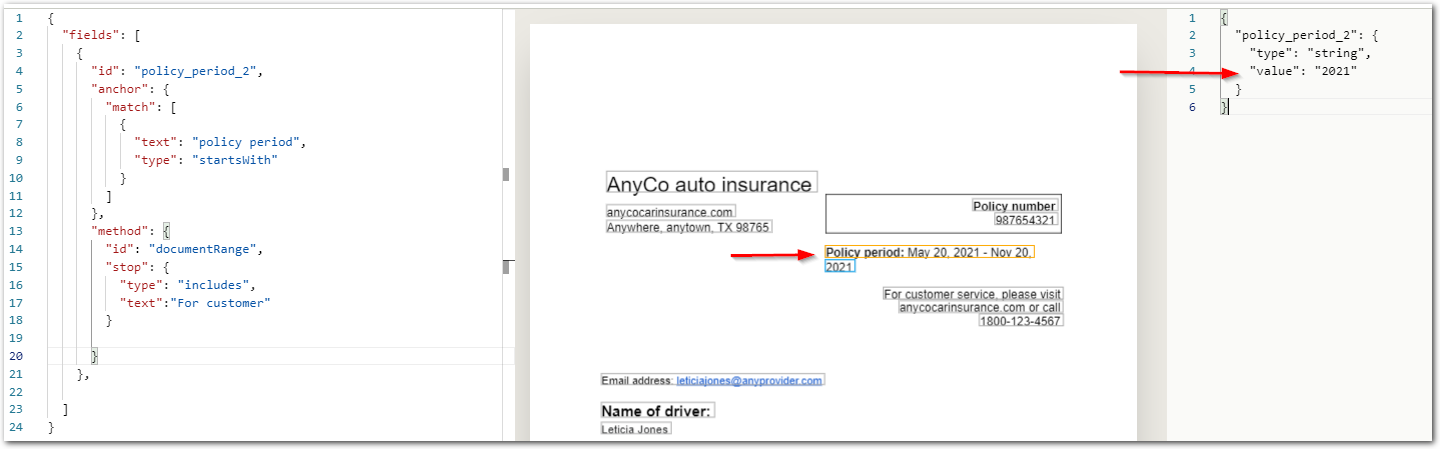 1 {
2 "fields": [
3 {
4 "id": "policy_period_2",
5 "anchor": {
6 "match": [
7 {
8 "text": "policy period",
9 "type": "startsWith"
10 }
11 ]
12 },
13 "method": {
14 "id": "documentRange",
15 "stop": {
16 "type": "includes",
17 "text":"For customer"
18 }
19
20 }
21 },
22
23 ]
24 }
AnyCo auto insurance
anycocarinsurance.com
Anywhere, anytown, TX 98765
Policy number
987654321
Policy period: May 20, 2021 - Nov 20,
2021
For customer service, please visit
anycocarinsurance.com or call
1800-123-4567
Email address: leticiajones@anyprovider.com
Name of driver:
Leticia Jones
1 {
2 "policy_period_2": {
3 "type": "string",
4 "value": "2021"
5 }
6 }